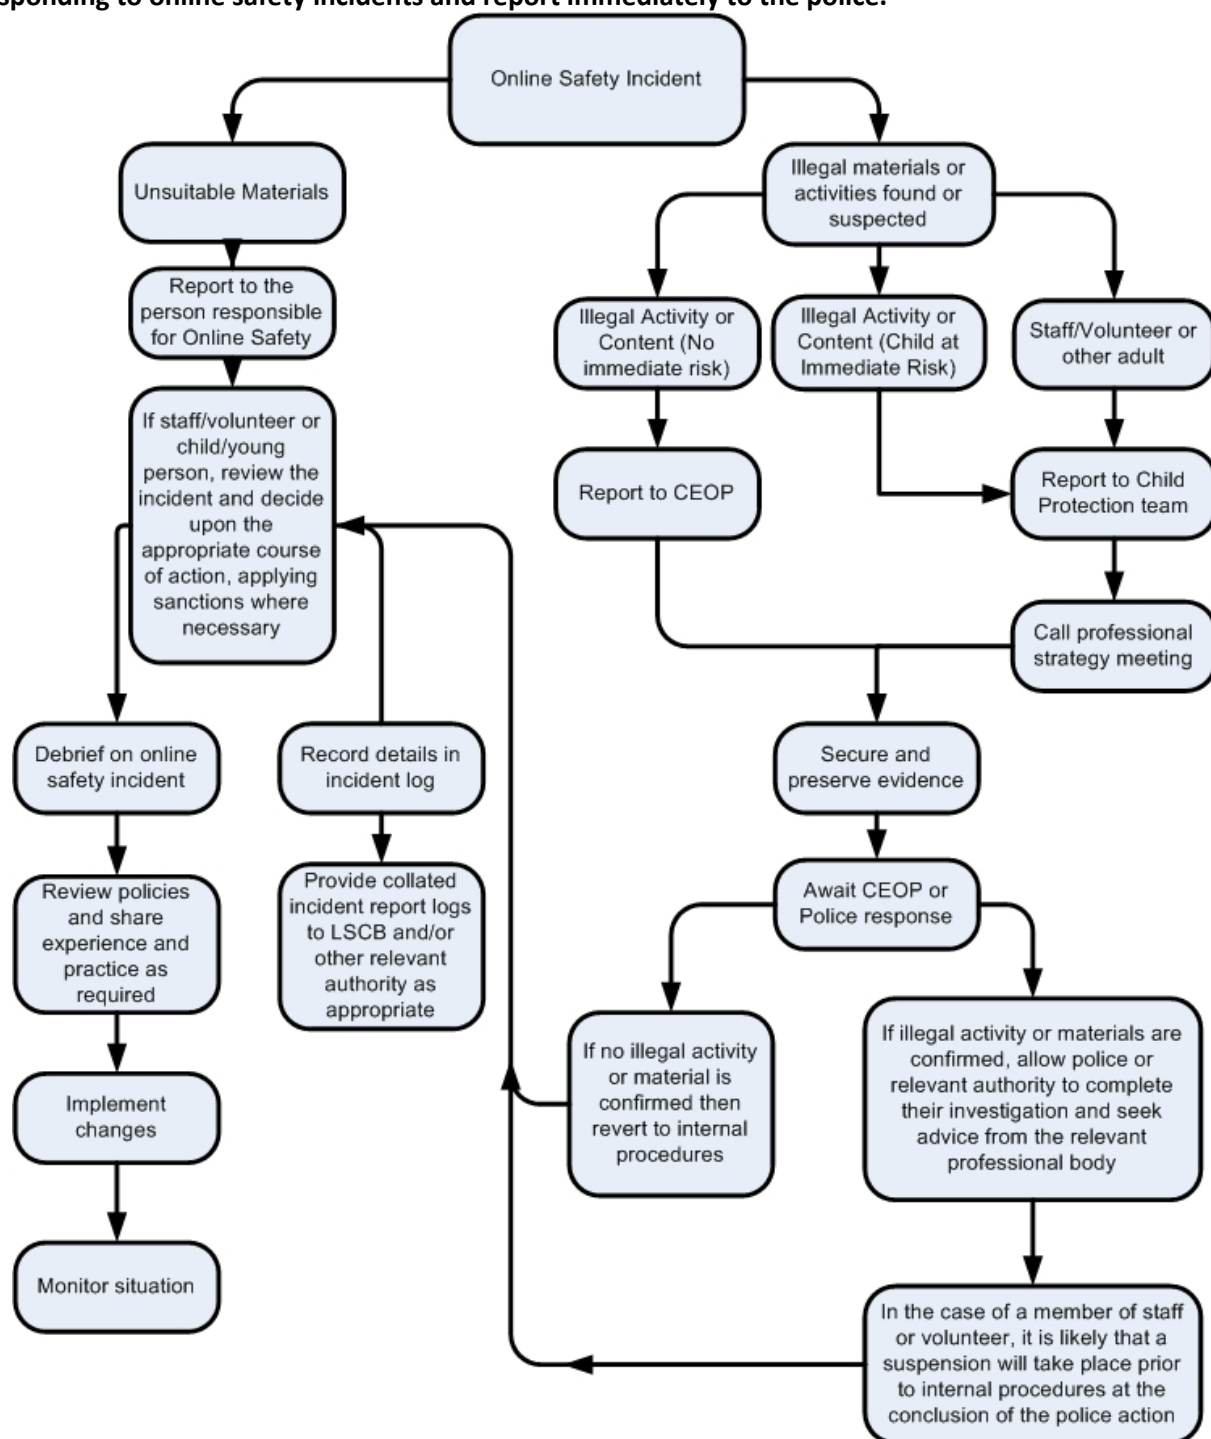 sponding to online safety incidents and report immediately to the police.
Online Safety Incident
Unsuitable Materials
Report to the
person responsible
for Online Safety
If staff/volunteer or
child/young
person, review the
incident and decide
upon the
appropriate course
of action, applying
sanctions where
necessary
Debrief on online
safety incident
Review policies
and share
experience and
practice as
required
Implement
changes
Monitor situation
Record details in
incident log
Provide collated
incident report logs
to LSCB and/or
other relevant
authority as
appropriate
Illegal materials or
activities found or
suspected
Illegal Activity or
Content (No
immediate risk)
Illegal Activity or
Content (Child at
Immediate Risk)
Staff/Volunteer or
other adult
Report to CEOP
Report to Child
Protection team
Call professional
strategy meeting
Secure and
preserve evidence
Await CEOP or
Police response
If no illegal activity
or material is
confirmed then
revert to internal
procedures
If illegal activity or materials are
confirmed, allow police or
relevant authority to complete
their investigation and seek
advice from the relevant
professional body
In the case of a member of staff
or volunteer, it is likely that a
suspension will take place prior
to internal procedures at the
conclusion of the police action